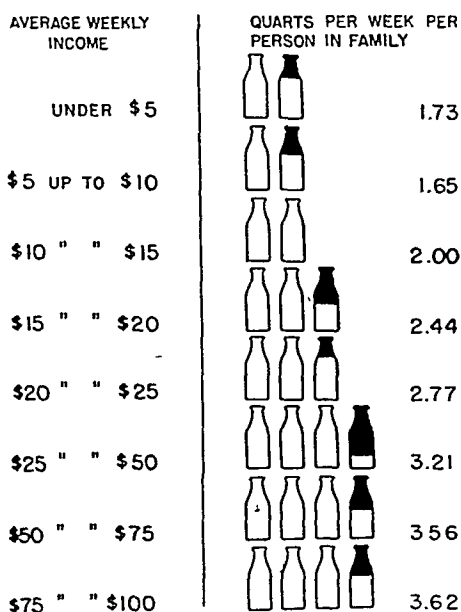 AVERAGE WEEKLY
INCOME
QUARTS PER WEEK PER
PERSON IN FAMILY
UNDER $5 1.73
$5 UP TO $10 1.65
$10 " " $15 2.00
$15 " " $20 2.44
$20 " " $25 2.77
$25 " " $50 3.21
$50 " " $75 356
$75 " " $100 3.62